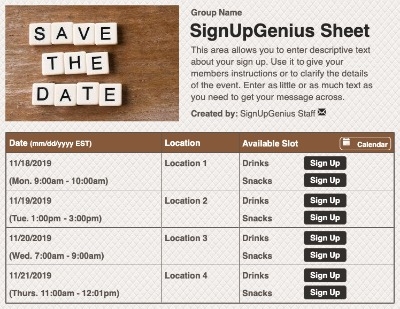 SAVE
THE
DATE
Group Name
SignUpGenius Sheet
This area allows you to enter descriptive text
about your sign up. Use it to give your
members instructions or to clarify the details
of the event. Enter as little or as much text as
you need to get your message across.
Created by: SignUpGenius Staff
Date (mm/dd/yyyy EST) Location Available Slot Calendar
11/18/2019 Location 1 Drinks Sign Up
(Mon. 9:00am - 10:00am) Snacks Sign Up
11/19/2019 Location 2 Drinks Sign Up
(Tue. 1:00pm - 3:00pm) Snacks Sign Up
11/20/2019 Location 3 Drinks Sign Up
(Wed. 7:00am - 9:00am) Snacks Sign Up
11/21/2019 Location 4 Drinks Sign Up
(Thurs. 11:00am - 12:01pm) Snacks Sign Up